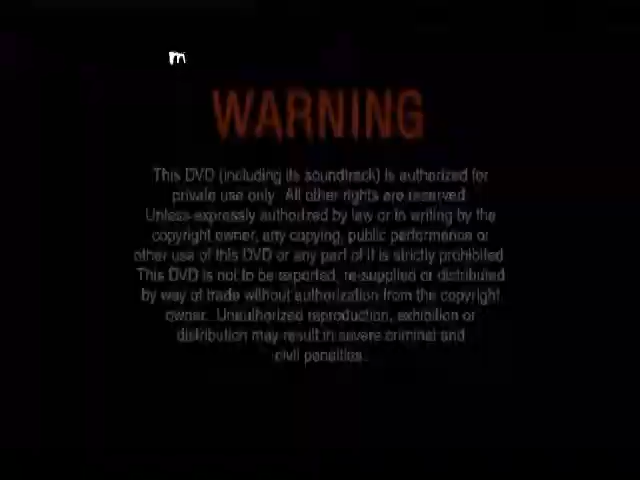 m
WARNING
This DVD (including its soundtrack) is authorized for
private use only. All other rights are reserved.
Unless expressly authorized by law or in writing by the
copyright owner, any copying, public performance or
other use of this DVD or any part of it is strictly prohibited.
This DVD is not to be exported, re-supplied or distributed
by way of trade without authorization from the copyright
owner. Unauthorized reproduction, exhibition or
distribution may result in severe criminal and
civil penalties.